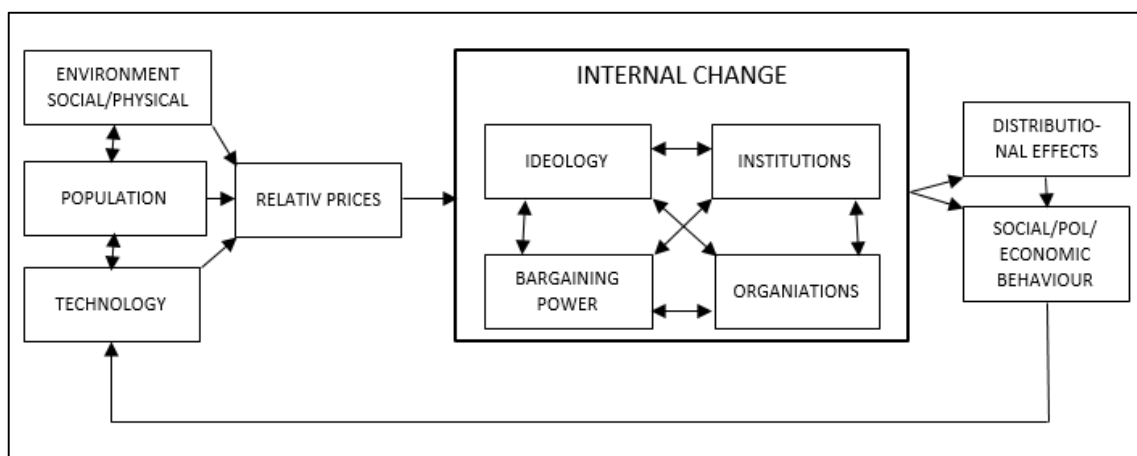 INTERNAL CHANGE
ENVIRONMENT
SOCIAL/PHYSICAL
POPULATION
TECHNOLOGY
RELATIV PRICES
IDEOLOGY
INSTITUTIONS
BARGAINING
POWER
ORGANIATIONS
DISTRIBUTIO-
NAL EFFECTS
SOCIAL/POL/
ECONOMIC
BEHAVIOUR